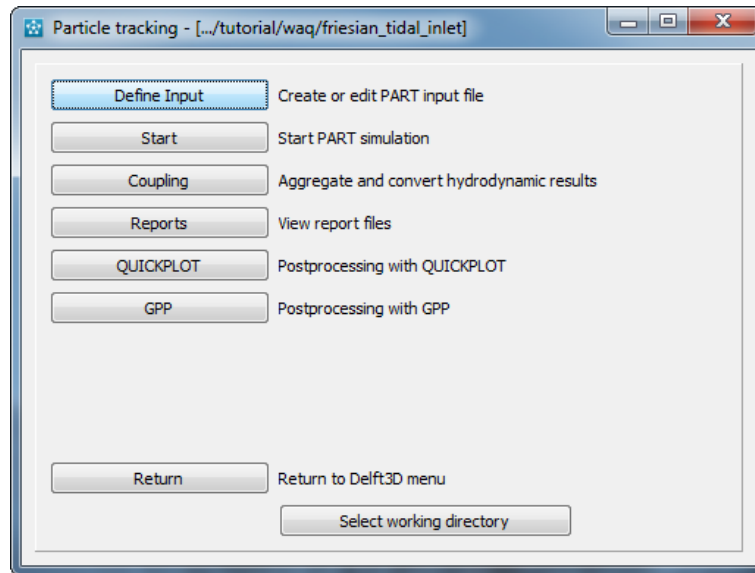 Particle tracking - [.../tutorial/waq/friesian_tidal_inlet]
Define Input Create or edit PART input file
Start Start PART simulation
Coupling Aggregate and convert hydrodynamic results
Reports View report files
QUICKPLOT Postprocessing with QUICKPLOT
GPP Postprocessing with GPP
Return Return to Delft3D menu
Select working directory